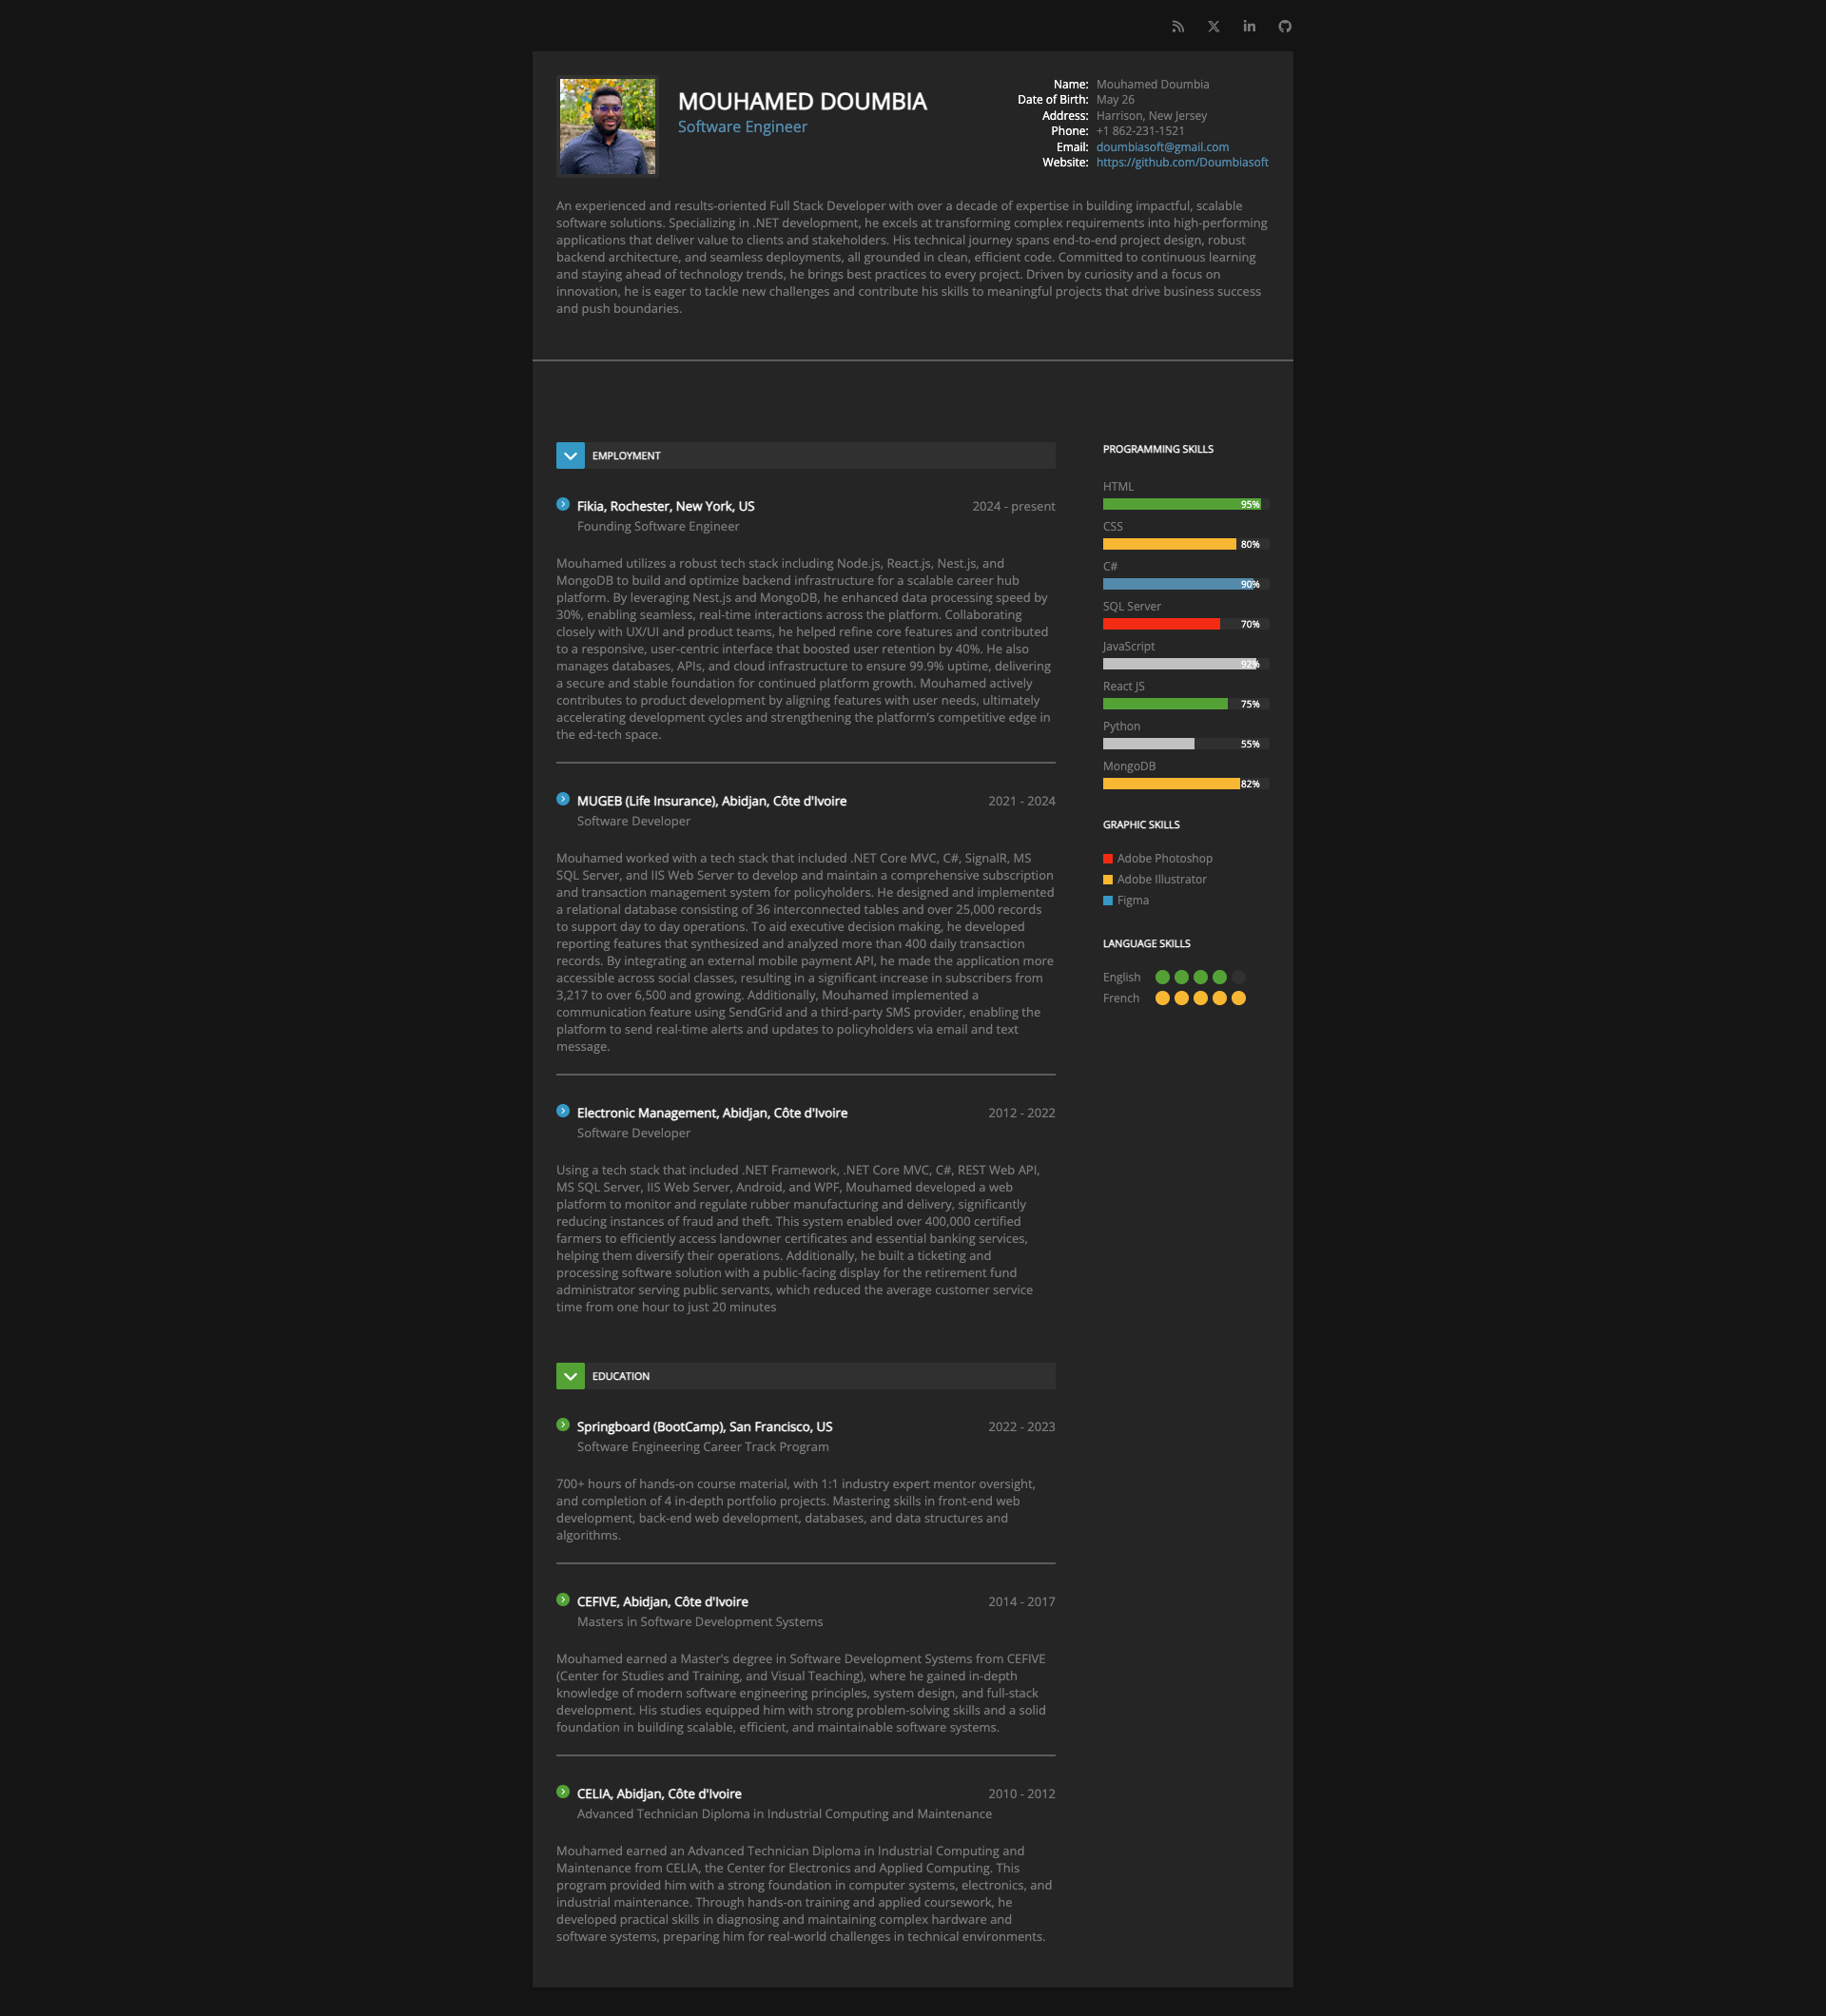 MOUHAMED DOUMBIA
Software Engineer
Name: Mouhamed Doumbia
Date of Birth: May 26
Address: Harrison, New Jersey
Phone: +1 862-231-1521
Email: doumbiasoft@gmail.com
Website: https://github.com/Doumbiasoft
An experienced and results-oriented Full Stack Developer with over a decade of expertise in building impactful, scalable
software solutions. Specializing in .NET development, he excels at transforming complex requirements into high-performing
applications that deliver value to clients and stakeholders. His technical journey spans end-to-end project design, robust
backend architecture, and seamless deployments, all grounded in clean, efficient code. Committed to continuous learning
and staying ahead of technology trends, he brings best practices to every project. Driven by curiosity and a focus on
innovation, he is eager to tackle new challenges and contribute his skills to meaningful projects that drive business success
and push boundaries.
EMPLOYMENT
Fikia, Rochester, New York, US 2024 - present
Founding Software Engineer
Mouhamed utilizes a robust tech stack including Node.js, React.js, Nest.js, and
MongoDB to build and optimize backend infrastructure for a scalable career hub
platform. By leveraging Nest.js and MongoDB, he enhanced data processing speed by
30%, enabling seamless, real-time interactions across the platform. Collaborating
closely with UX/UI and product teams, he helped refine core features and contributed
to a responsive, user-centric interface that boosted user retention by 40%. He also
manages databases, APIs, and cloud infrastructure to ensure 99.9% uptime, delivering
a secure and stable foundation for continued platform growth. Mouhamed actively
contributes to product development by aligning features with user needs, ultimately
accelerating development cycles and strengthening the platform’s competitive edge in
the ed-tech space.
MUGEB (Life Insurance), Abidjan, Côte d'Ivoire 2021 - 2024
Software Developer
Mouhamed worked with a tech stack that included .NET Core MVC, C#, SignalR, MS
SQL Server, and IIS Web Server to develop and maintain a comprehensive subscription
and transaction management system for policyholders. He designed and implemented
a relational database consisting of 36 interconnected tables and over 25,000 records
to support day to day operations. To aid executive decision making, he developed
reporting features that synthesized and analyzed more than 400 daily transaction
records. By integrating an external mobile payment API, he made the application more
accessible across social classes, resulting in a significant increase in subscribers from
3,217 to over 6,500 and growing. Additionally, Mouhamed implemented a
communication feature using SendGrid and a third-party SMS provider, enabling the
platform to send real-time alerts and updates to policyholders via email and text
message.
Electronic Management, Abidjan, Côte d'Ivoire 2012 - 2022
Software Developer
Using a tech stack that included .NET Framework, .NET Core MVC, C#, REST Web API,
MS SQL Server, IIS Web Server, Android, and WPF, Mouhamed developed a web
platform to monitor and regulate rubber manufacturing and delivery, significantly
reducing instances of fraud and theft. This system enabled over 400,000 certified
farmers to efficiently access landowner certificates and essential banking services,
helping them diversify their operations. Additionally, he built a ticketing and
processing software solution with a public-facing display for the retirement fund
administrator serving public servants, which reduced the average customer service
time from one hour to just 20 minutes
EDUCATION
Springboard (BootCamp), San Francisco, US 2022 - 2023
Software Engineering Career Track Program
700+ hours of hands-on course material, with 1:1 industry expert mentor oversight,
and completion of 4 in-depth portfolio projects. Mastering skills in front-end web
development, back-end web development, databases, and data structures and
algorithms.
CEFIVE, Abidjan, Côte d'Ivoire 2014 - 2017
Masters in Software Development Systems
Mouhamed earned a Master's degree in Software Development Systems from CEFIVE
(Center for Studies and Training, and Visual Teaching), where he gained in-depth
knowledge of modern software engineering principles, system design, and full-stack
development. His studies equipped him with strong problem-solving skills and a solid
foundation in building scalable, efficient, and maintainable software systems.
CELIA, Abidjan, Côte d'Ivoire 2010 - 2012
Advanced Technician Diploma in Industrial Computing and Maintenance
Mouhamed earned an Advanced Technician Diploma in Industrial Computing and
Maintenance from CELIA, the Center for Electronics and Applied Computing. This
program provided him with a strong foundation in computer systems, electronics, and
industrial maintenance. Through hands-on training and applied coursework, he
developed practical skills in diagnosing and maintaining complex hardware and
software systems, preparing him for real-world challenges in technical environments.
PROGRAMMING SKILLS
HTML
95%
CSS
80%
C#
90%
SQL Server
70%
JavaScript
92%
React JS
75%
Python
55%
MongoDB
82%
GRAPHIC SKILLS
Adobe Photoshop
Adobe Illustrator
Figma
LANGUAGE SKILLS
English
French